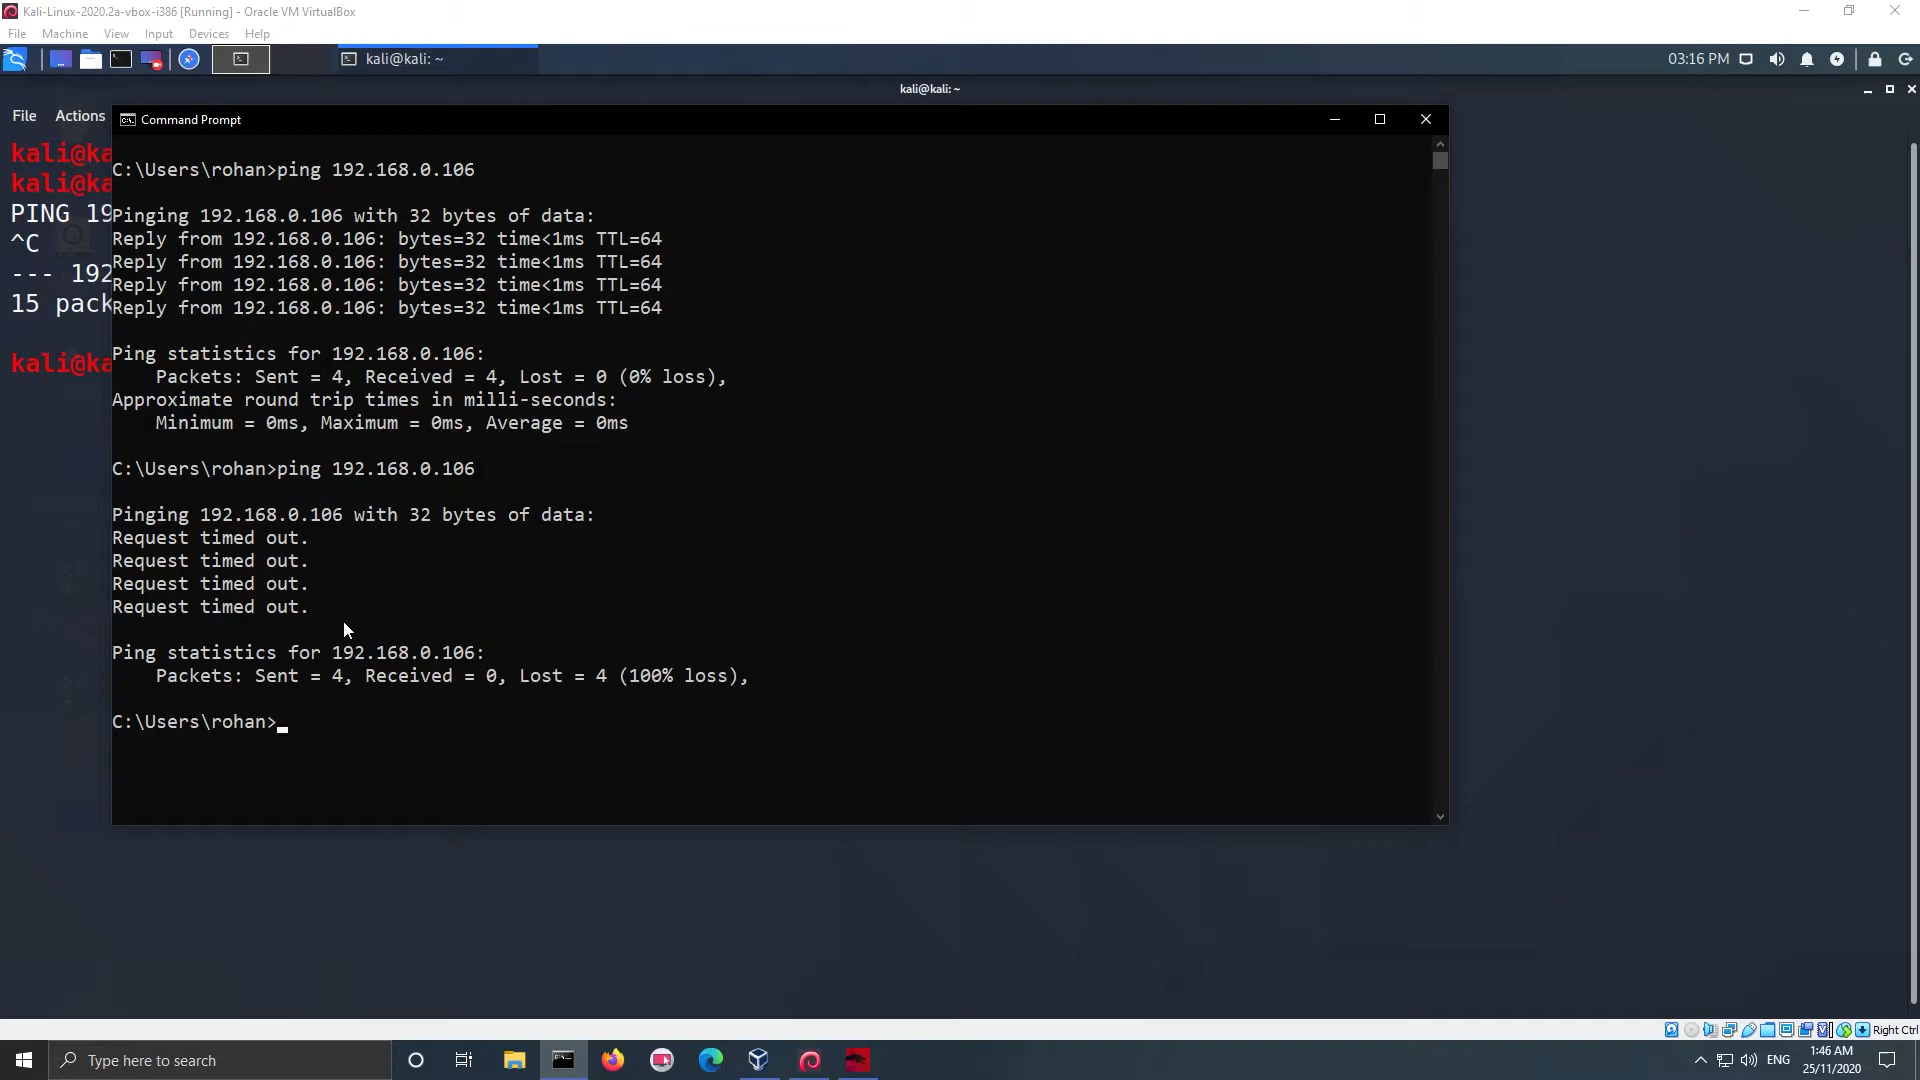 Kali-Linux-2020.2a-vbox-i386 [Running] - Oracle VM VirtualBox
File Machine View Input Devices Help
kali@kali: ~
03:16 PM
kali@kali: ~
File Actions
Command Prompt
kali@ka
kali@ka
PING 19
^C
--- 192
15 pack
kali@ka
C:\Users\rohan>ping 192.168.0.106
Pinging 192.168.0.106 with 32 bytes of data:
Reply from 192.168.0.106: bytes=32 time<1ms TTL=64
Reply from 192.168.0.106: bytes=32 time<1ms TTL=64
Reply from 192.168.0.106: bytes=32 time<1ms TTL=64
Reply from 192.168.0.106: bytes=32 time<1ms TTL=64
Ping statistics for 192.168.0.106:
    Packets: Sent = 4, Received = 4, Lost = 0 (0% loss),
Approximate round trip times in milli-seconds:
    Minimum = 0ms, Maximum = 0ms, Average = 0ms
C:\Users\rohan>ping 192.168.0.106
Pinging 192.168.0.106 with 32 bytes of data:
Request timed out.
Request timed out.
Request timed out.
Request timed out.
Ping statistics for 192.168.0.106:
    Packets: Sent = 4, Received = 0, Lost = 4 (100% loss),
C:\Users\rohan>
Right Ctrl
Type here to search
ENG
1:46 AM
25/11/2020